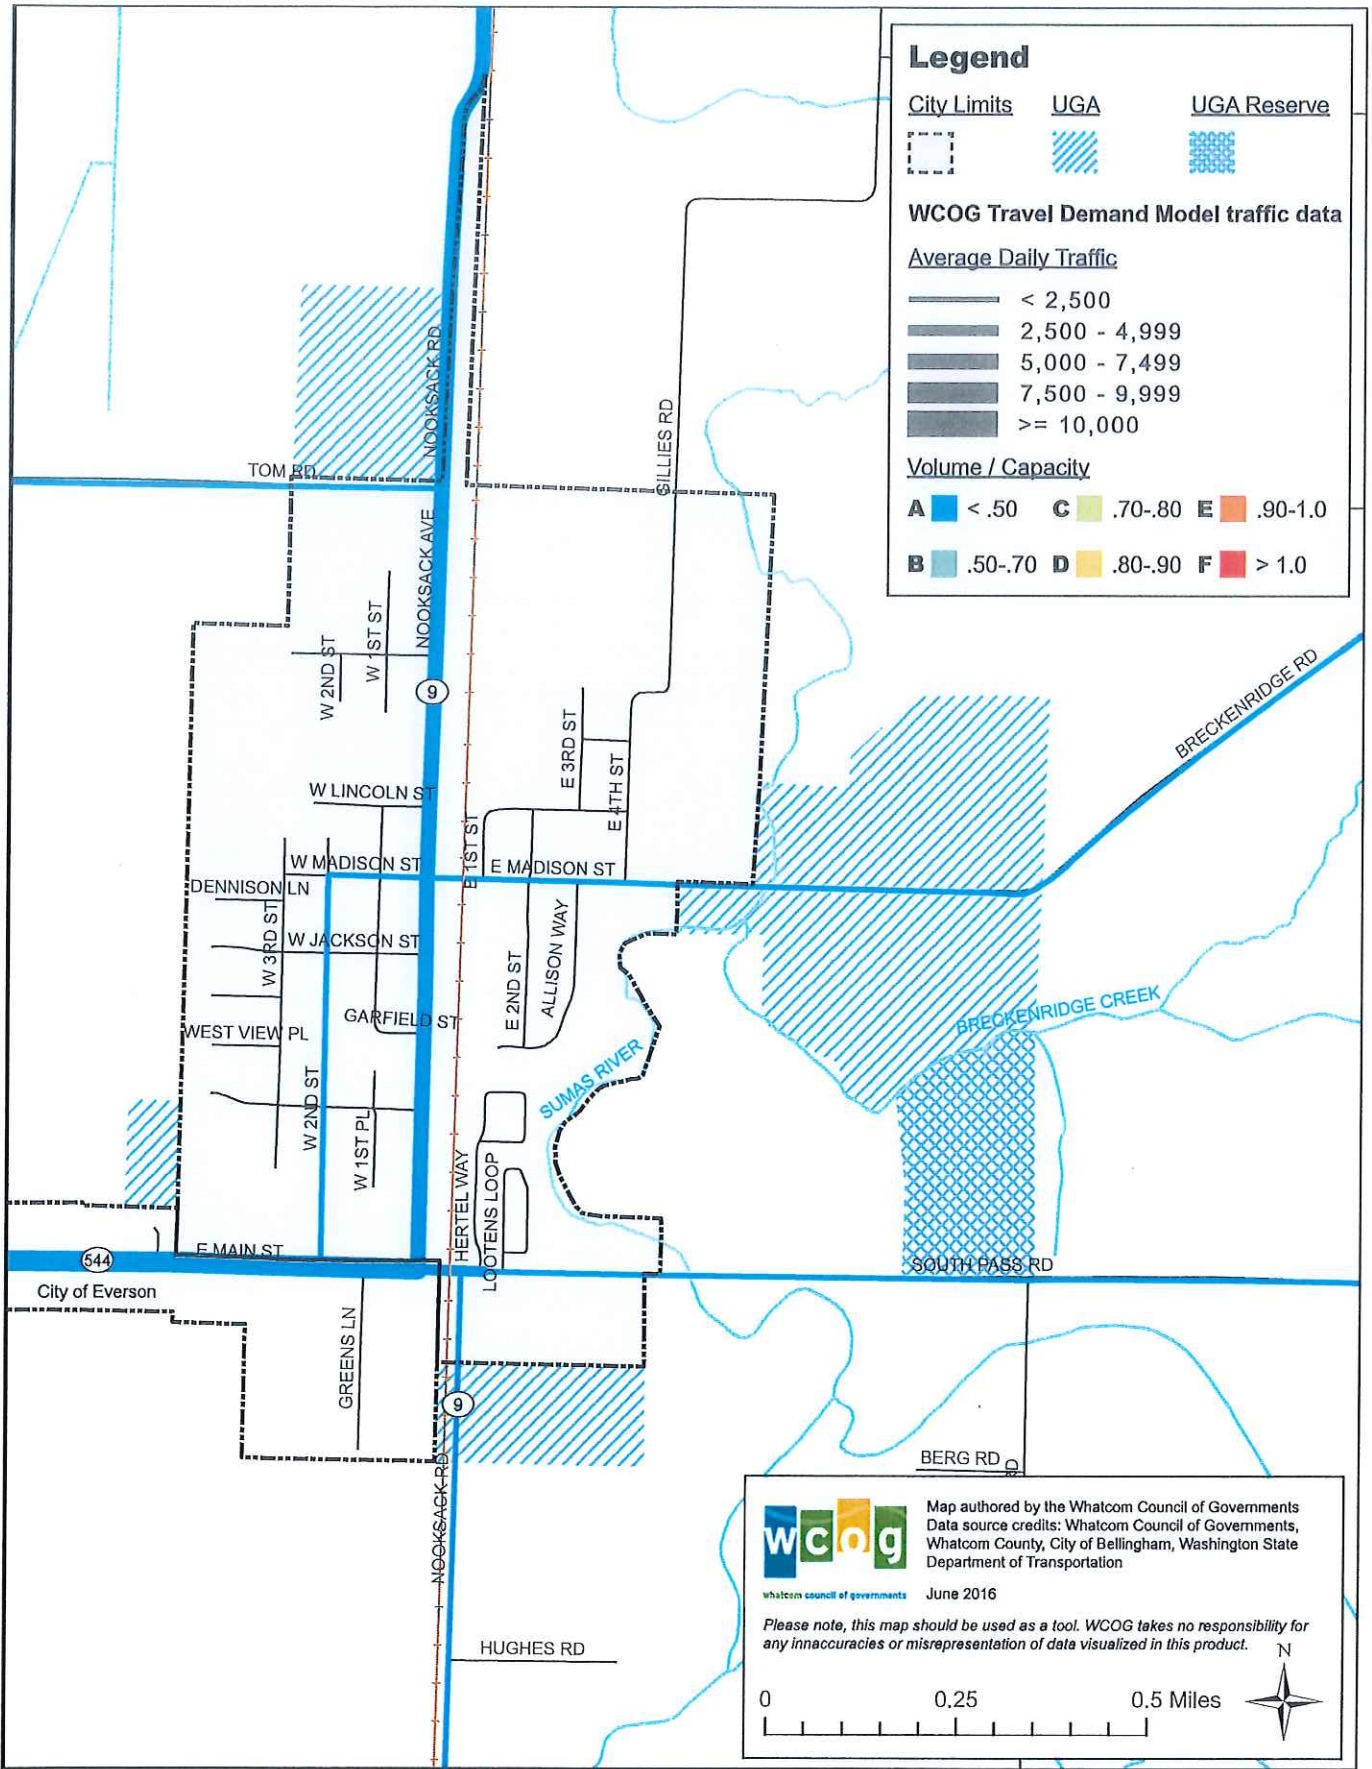 Legend
City Limits UGA UGA Reserve
WCOG Travel Demand Model traffic data
Average Daily Traffic
< 2,500
2,500 - 4,999
5,000 - 7,499
7,500 - 9,999
>= 10,000
Volume / Capacity
A < .50 C .70-.80 E .90-1.0
B .50-.70 D .80-.90 F > 1.0
NOOKSACK RD
GILLIES RD
TOM RD
NOOKSACK AVE
W 1ST ST
W 2ND ST
9
BRECKENRIDGE RD
E 3RD ST
E 4TH ST
W LINCOLN ST
E 1ST ST
W MADISON ST
E MADISON ST
DENNISON LN
W 3RD ST
W JACKSON ST
ALLISON WAY
E 2ND ST
GARFIELD ST
WEST VIEW PL
BRECKENRIDGE CREEK
SUMAS RIVER
W 2ND ST
W 1ST PL
HERTEL WAY
LOOTENS LOOP
E MAIN ST
544
SOUTH PASS RD
City of Everson
GREENS LN
9
BERG RD
RD
NOOKSACK RD
HUGHES RD
wcog
whatcom council of governments
Map authored by the Whatcom Council of Governments
Data source credits: Whatcom Council of Governments,
Whatcom County, City of Bellingham, Washington State
Department of Transportation
June 2016
Please note, this map should be used as a tool. WCOG takes no responsibility for
any innaccuracies or misrepresentation of data visualized in this product.
N
0 0.25 0.5 Miles